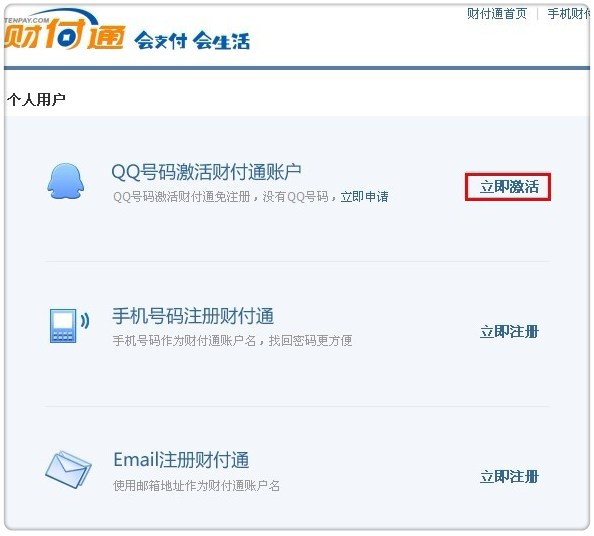 财付通首页 | 手机财付
TENPAY.COM
财付通 会支付 会生活
个人用户
QQ号码激活财付通账户
QQ号码激活财付通免注册，没有QQ号码，立即申请
立即激活
手机号码注册财付通
手机号码作为财付通账户名，找回密码更方便
立即注册
Email注册财付通
使用邮箱地址作为财付通账户名
立即注册